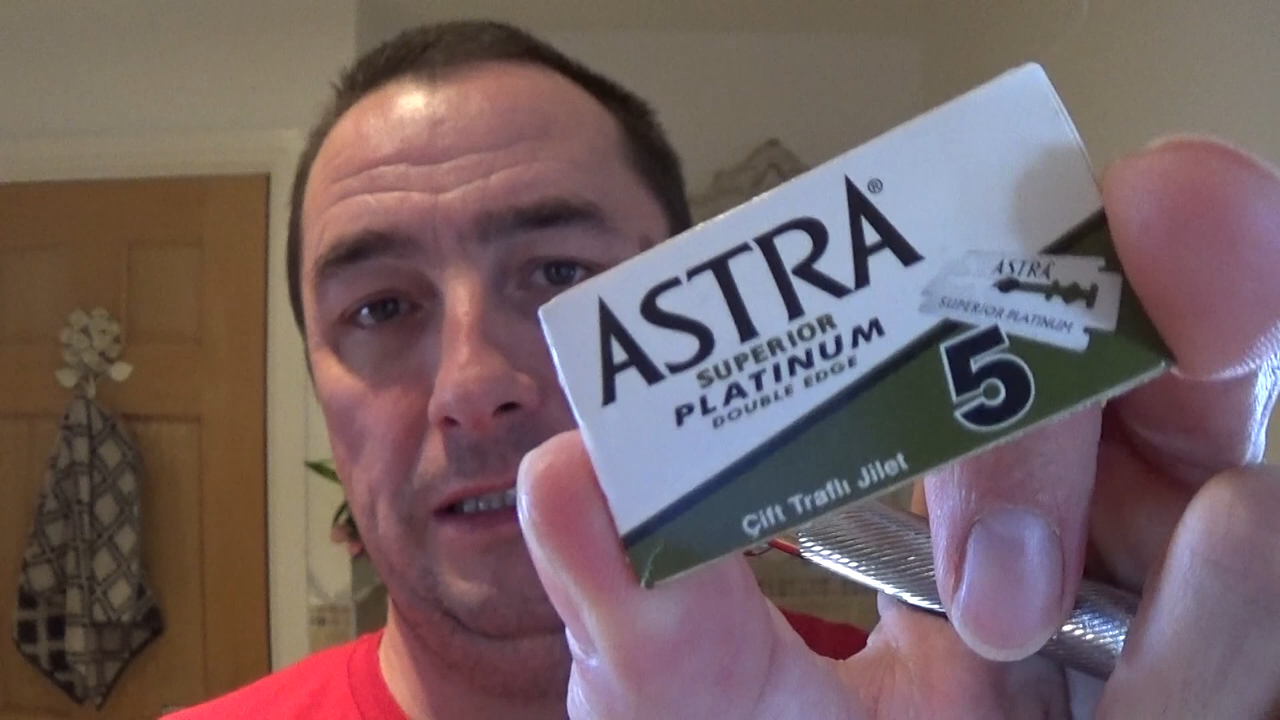 ASTRA®
SUPERIOR
PLATINUM
DOUBLE EDGE
ASTRA
SUPERIOR PLATINUM
5
Çift Traflı Jilet